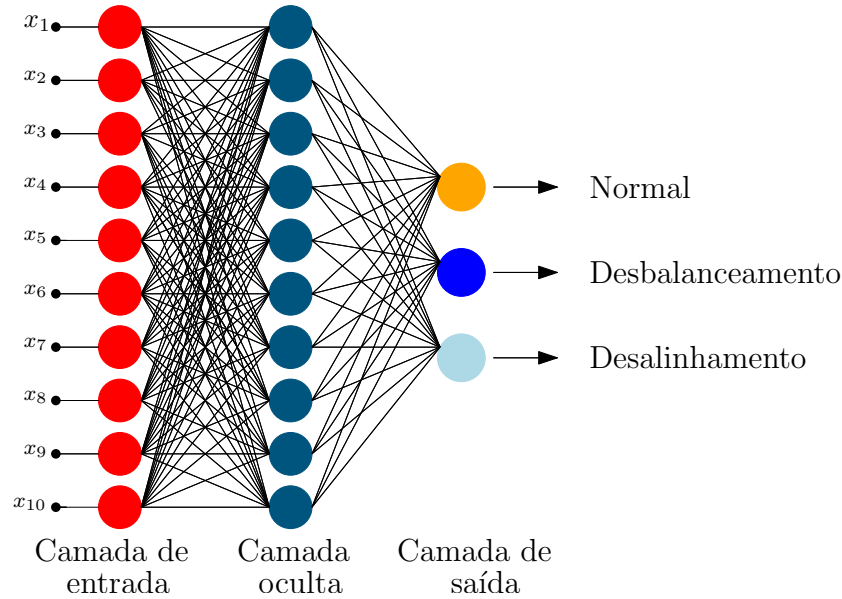 x1
x2
x3
x4
x5
x6
x7
x8
x9
x10
Normal
Desbalanceamento
Desalinhamento
Camada de
entrada
Camada
oculta
Camada de
saída